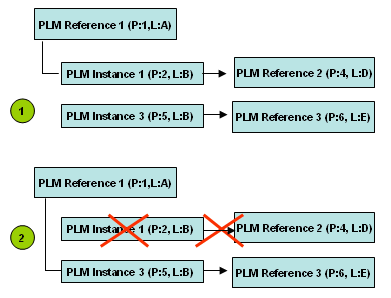 PLM Reference 1 (P:1,L:A)
PLM Instance 1 (P:2, L:B)
PLM Reference 2 (P:4, L:D)
1
PLM Instance 3 (P:5, L:B)
PLM Reference 3 (P:6, L:E)
PLM Reference 1 (P:1,L:A)
2
PLM Instance 1 (P:2, L:B)
PLM Reference 2 (P:4, L:D)
PLM Instance 3 (P:5, L:B)
PLM Reference 3 (P:6, L:E)